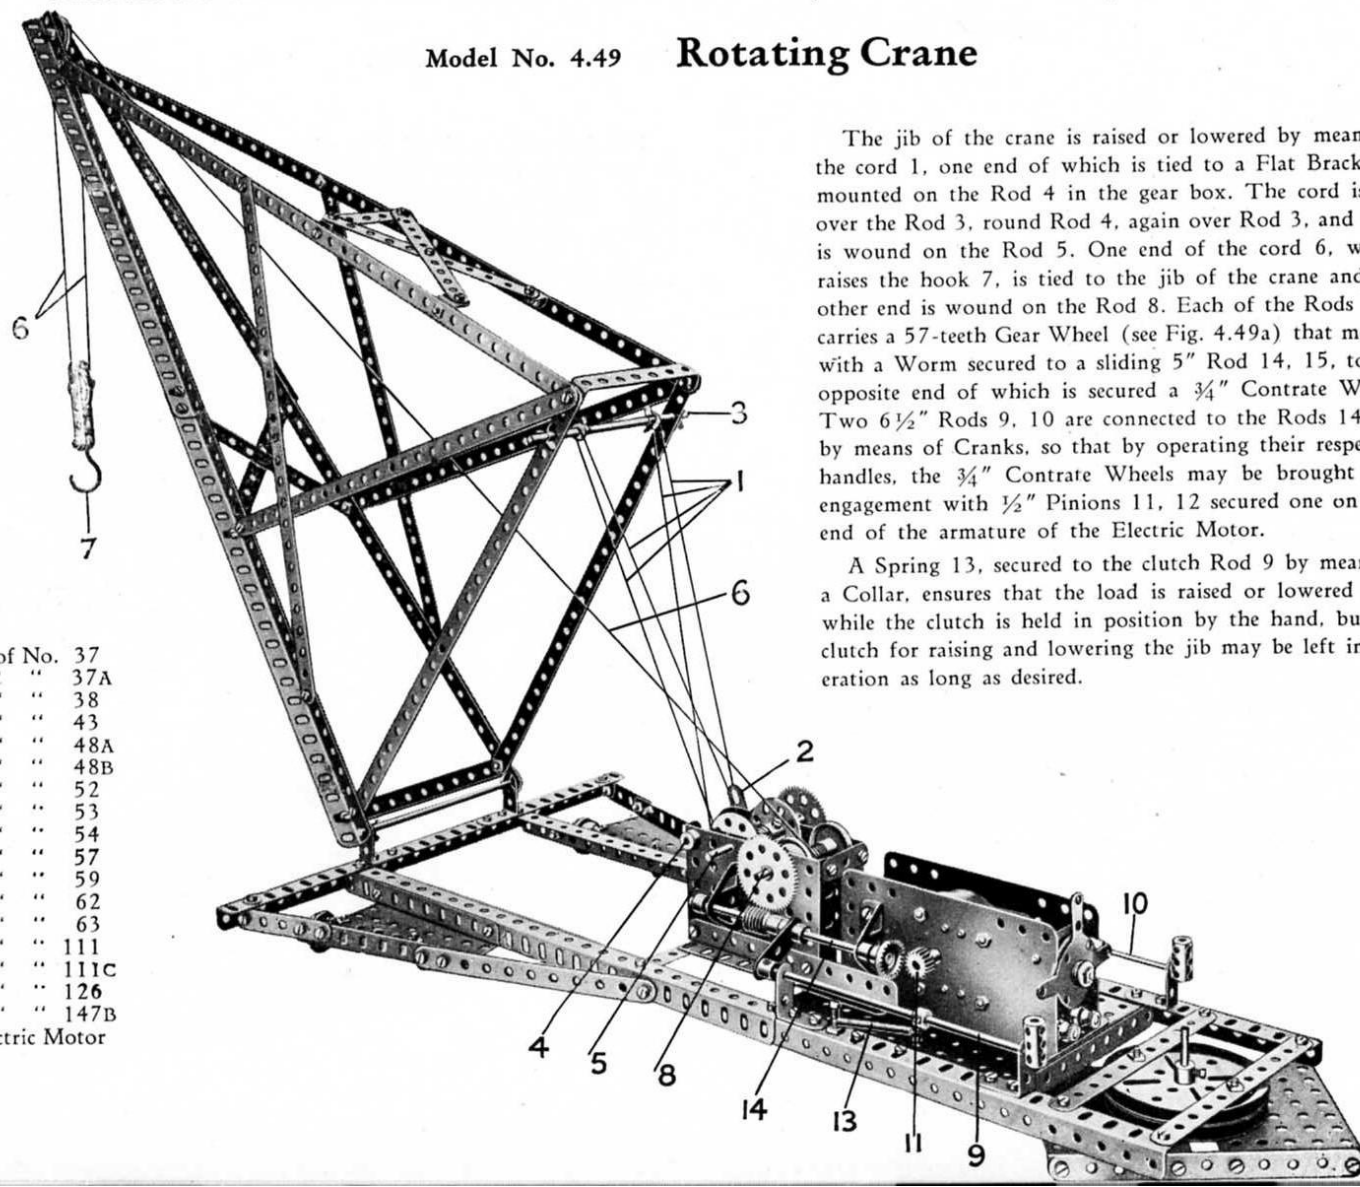 Model No. 4.49 Rotating Crane
The jib of the crane is raised or lowered by
the cord 1, one end of which is tied to a Flat
mounted on the Rod 4 in the gear box. The cord
over the Rod 3, round Rod 4, again over Rod 3, and
is wound on the Rod 5. One end of the cord 6,
raises the hook 7, is tied to the jib of the crane and
other end is wound on the Rod 8. Each of the Rods
carries a 57-teeth Gear Wheel (see Fig. 4.49a) that
with a Worm secured to a sliding 5" Rod 14, 15,
opposite end of which is secured a ¾" Contrate
Two 6½" Rods 9, 10 are connected to the Rods 14
by means of Cranks, so that by operating their
handles, the ¾" Contrate Wheels may be brought
engagement with ½" Pinions 11, 12 secured one on
end of the armature of the Electric Motor.
A Spring 13, secured to the clutch Rod 9 by
a Collar, ensures that the load is raised or lowered
while the clutch is held in position by the hand,
clutch for raising and lowering the jib may be left
eration as long as desired.
6
7
3
1
6
2
10
4
5
8
14
13
11
9
of No. 37
" 37A
" 38
" 43
" 48A
" 48B
" 52
" 53
" 54
" 57
" 59
" 62
" 63
" 111
" 111C
" 126
" 147B
ctric Motor